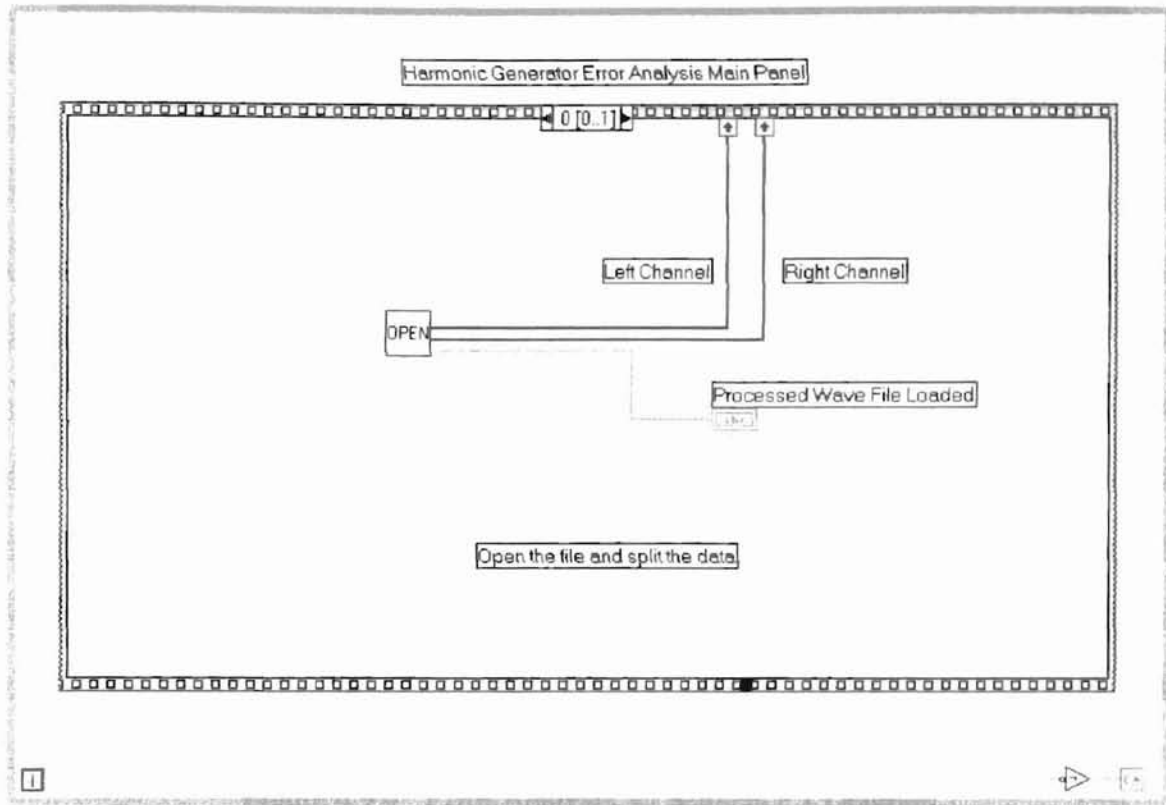 Harmonic Generator Error Analysis Main Panel
0 [0..1]
Left Channel
Right Channel
OPEN
Processed Wave File Loaded
Open the file and split the data.
i